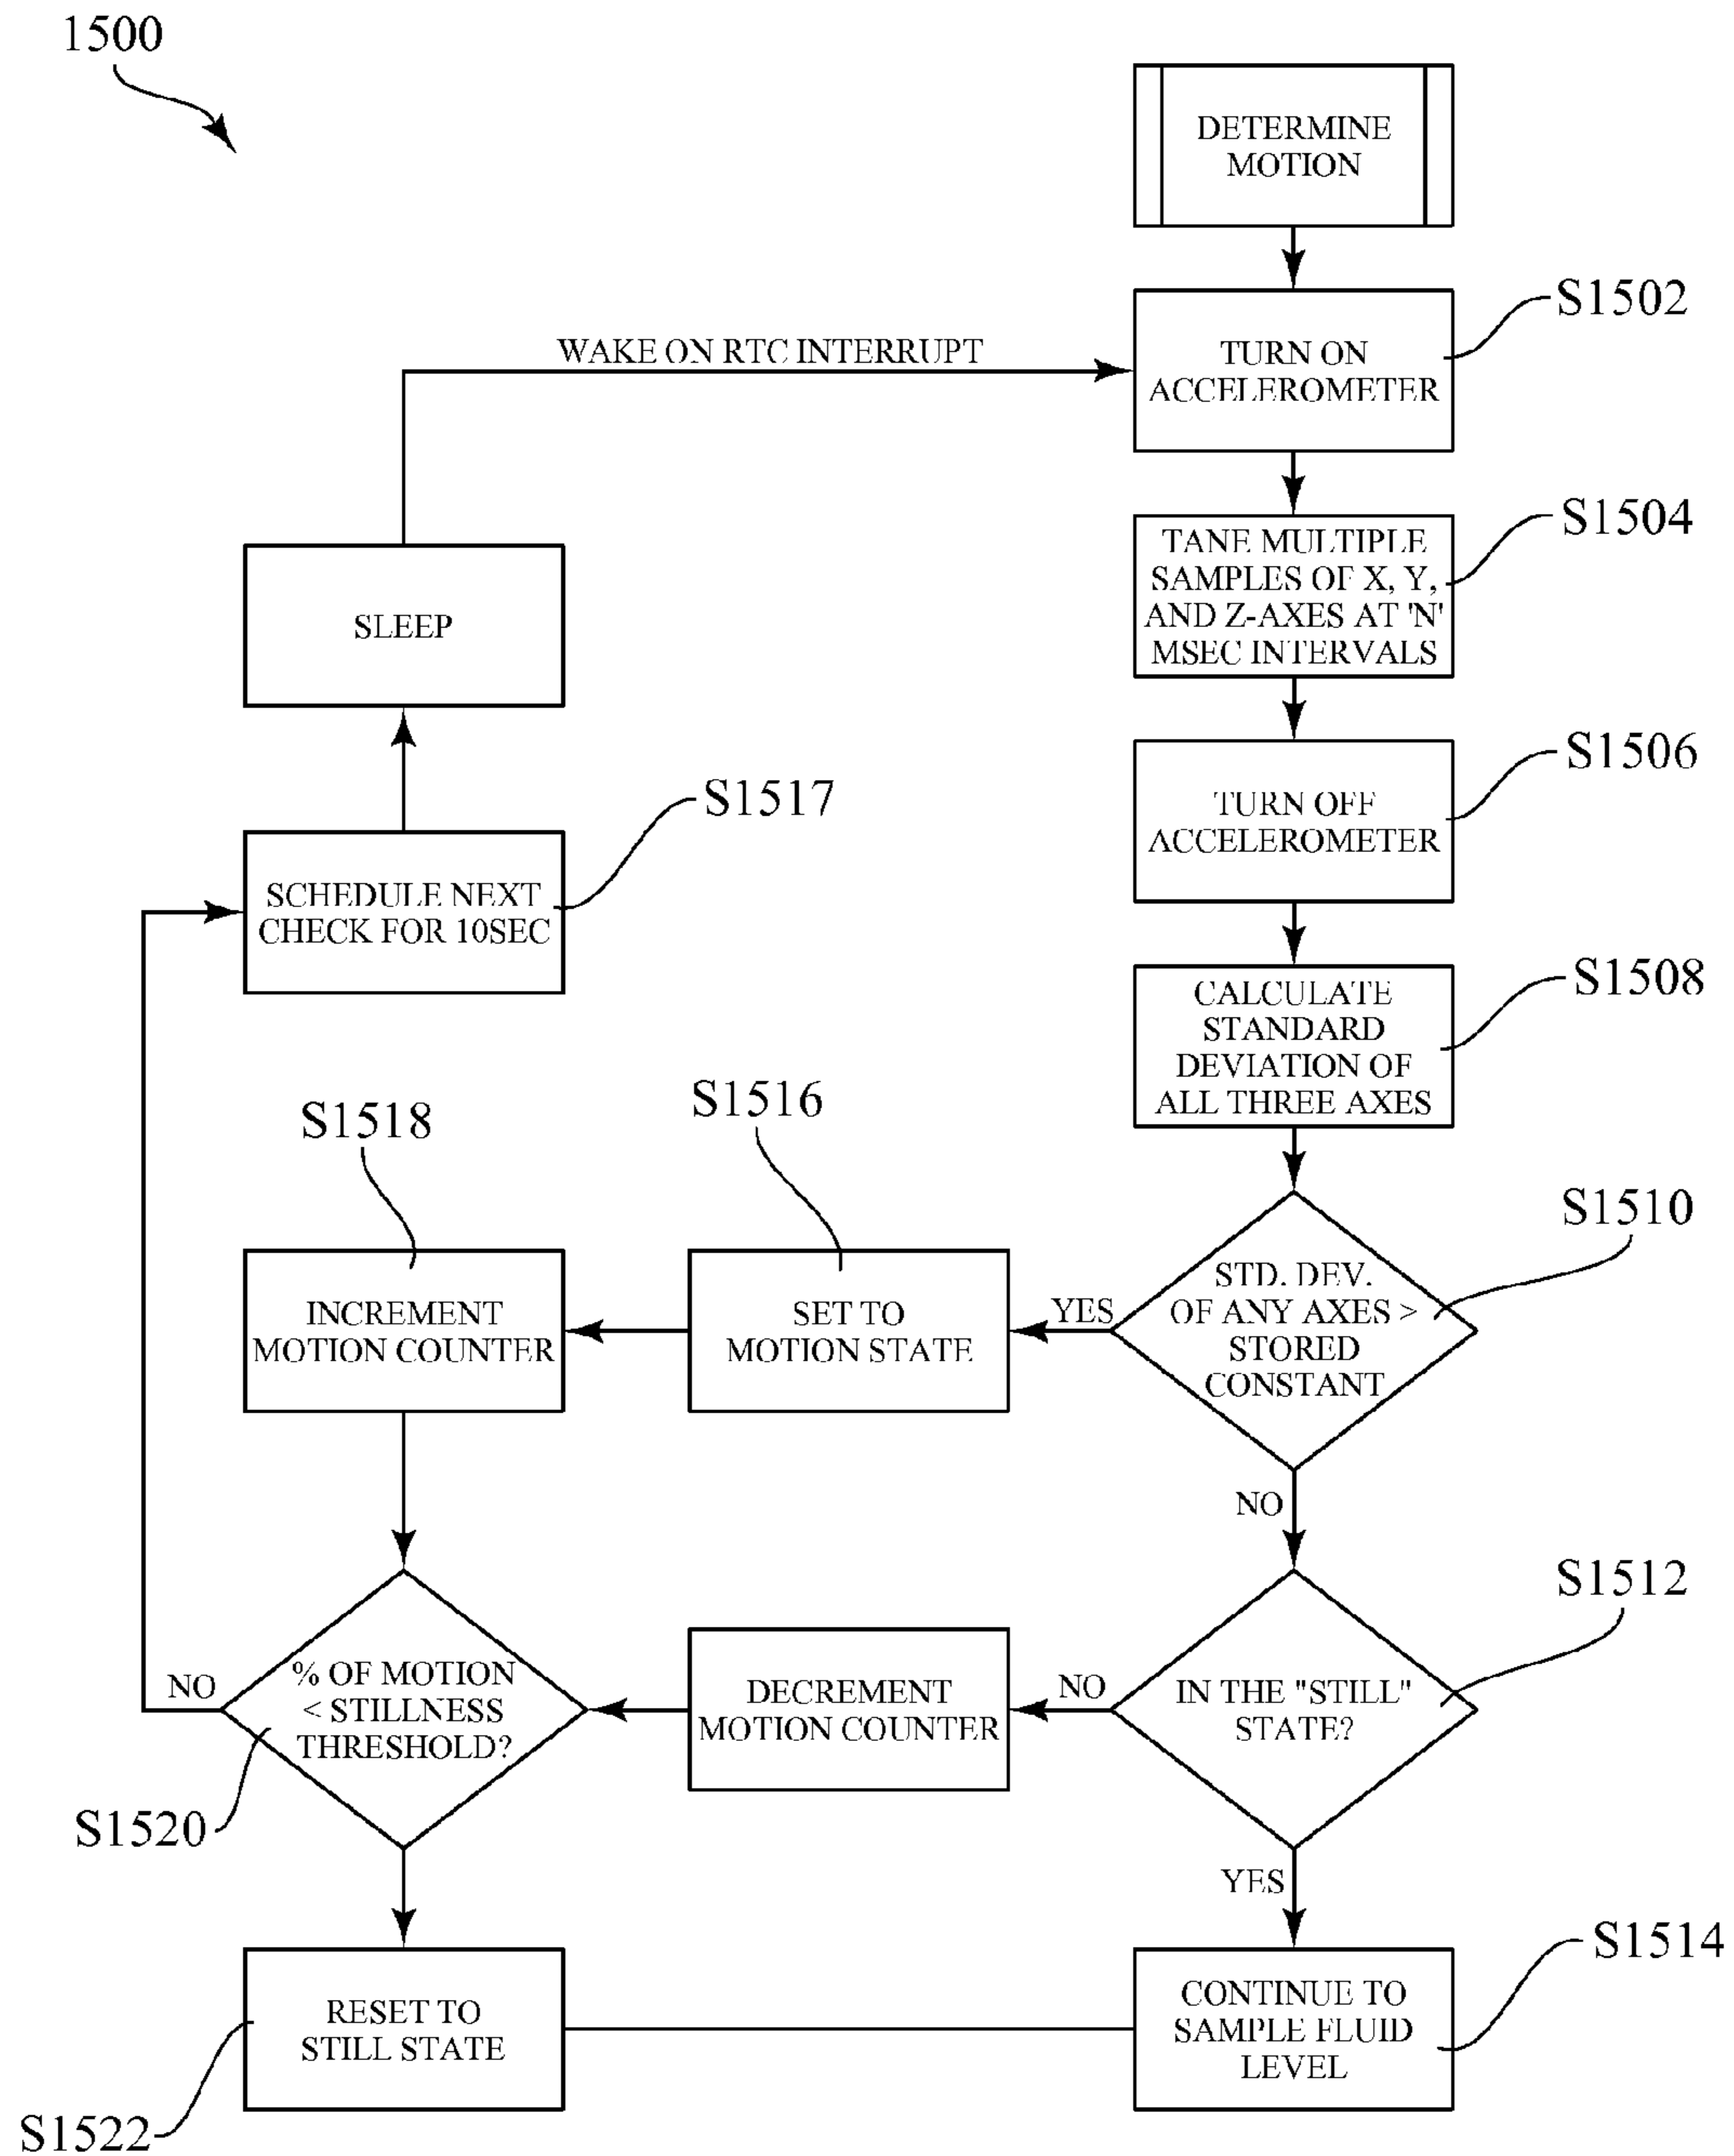 1500
DETERMINE
MOTION
S1502
WAKE ON RTC INTERRUPT
TURN ON
ACCELEROMETER
S1504
TANE MULTIPLE
SAMPLES OF X, Y,
AND Z-AXES AT 'N'
MSEC INTERVALS
SLEEP
S1506
TURN OFF
ACCELEROMETER
S1517
SCHEDULE NEXT
CHECK FOR 10SEC
S1508
CALCULATE
STANDARD
DEVIATION OF
ALL THREE AXES
S1516
S1518
S1510
STD. DEV.
OF ANY AXES >
STORED
CONSTANT
YES
SET TO
MOTION STATE
INCREMENT
MOTION COUNTER
NO
S1512
IN THE "STILL"
STATE?
NO
DECREMENT
MOTION COUNTER
% OF MOTION
< STILLNESS
THRESHOLD?
NO
S1520
YES
S1514
CONTINUE TO
SAMPLE FLUID
LEVEL
RESET TO
STILL STATE
S1522